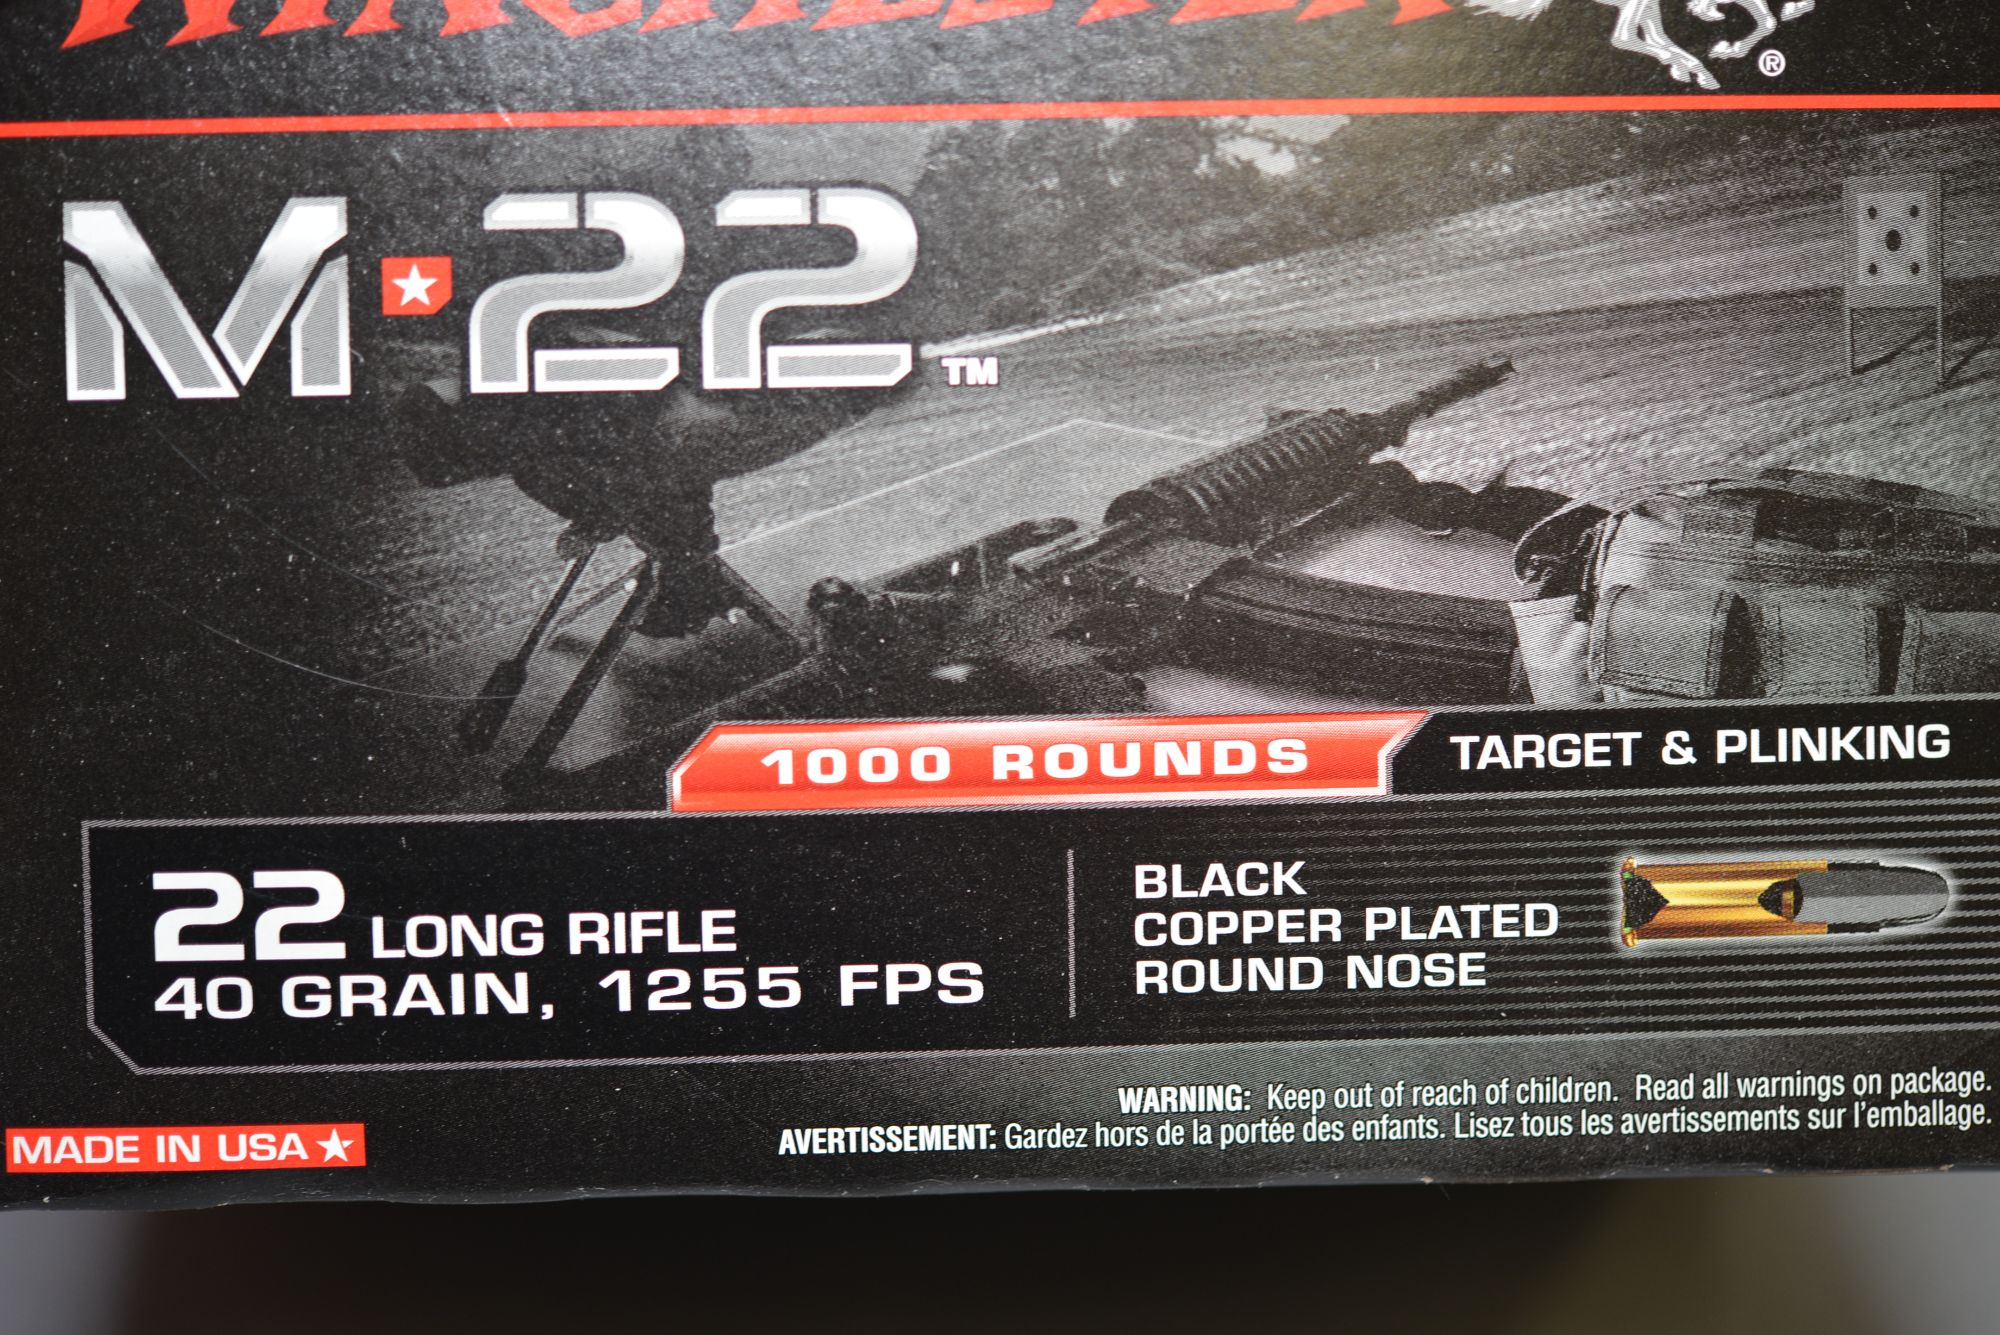 WINCHESTER
®
M★22™
1000 ROUNDS
TARGET & PLINKING
22 LONG RIFLE
40 GRAIN, 1255 FPS
BLACK
COPPER PLATED
ROUND NOSE
WARNING: Keep out of reach of children. Read all warnings on package.
AVERTISSEMENT: Gardez hors de la portée des enfants. Lisez tous les avertissements sur l'emballage.
MADE IN USA ★